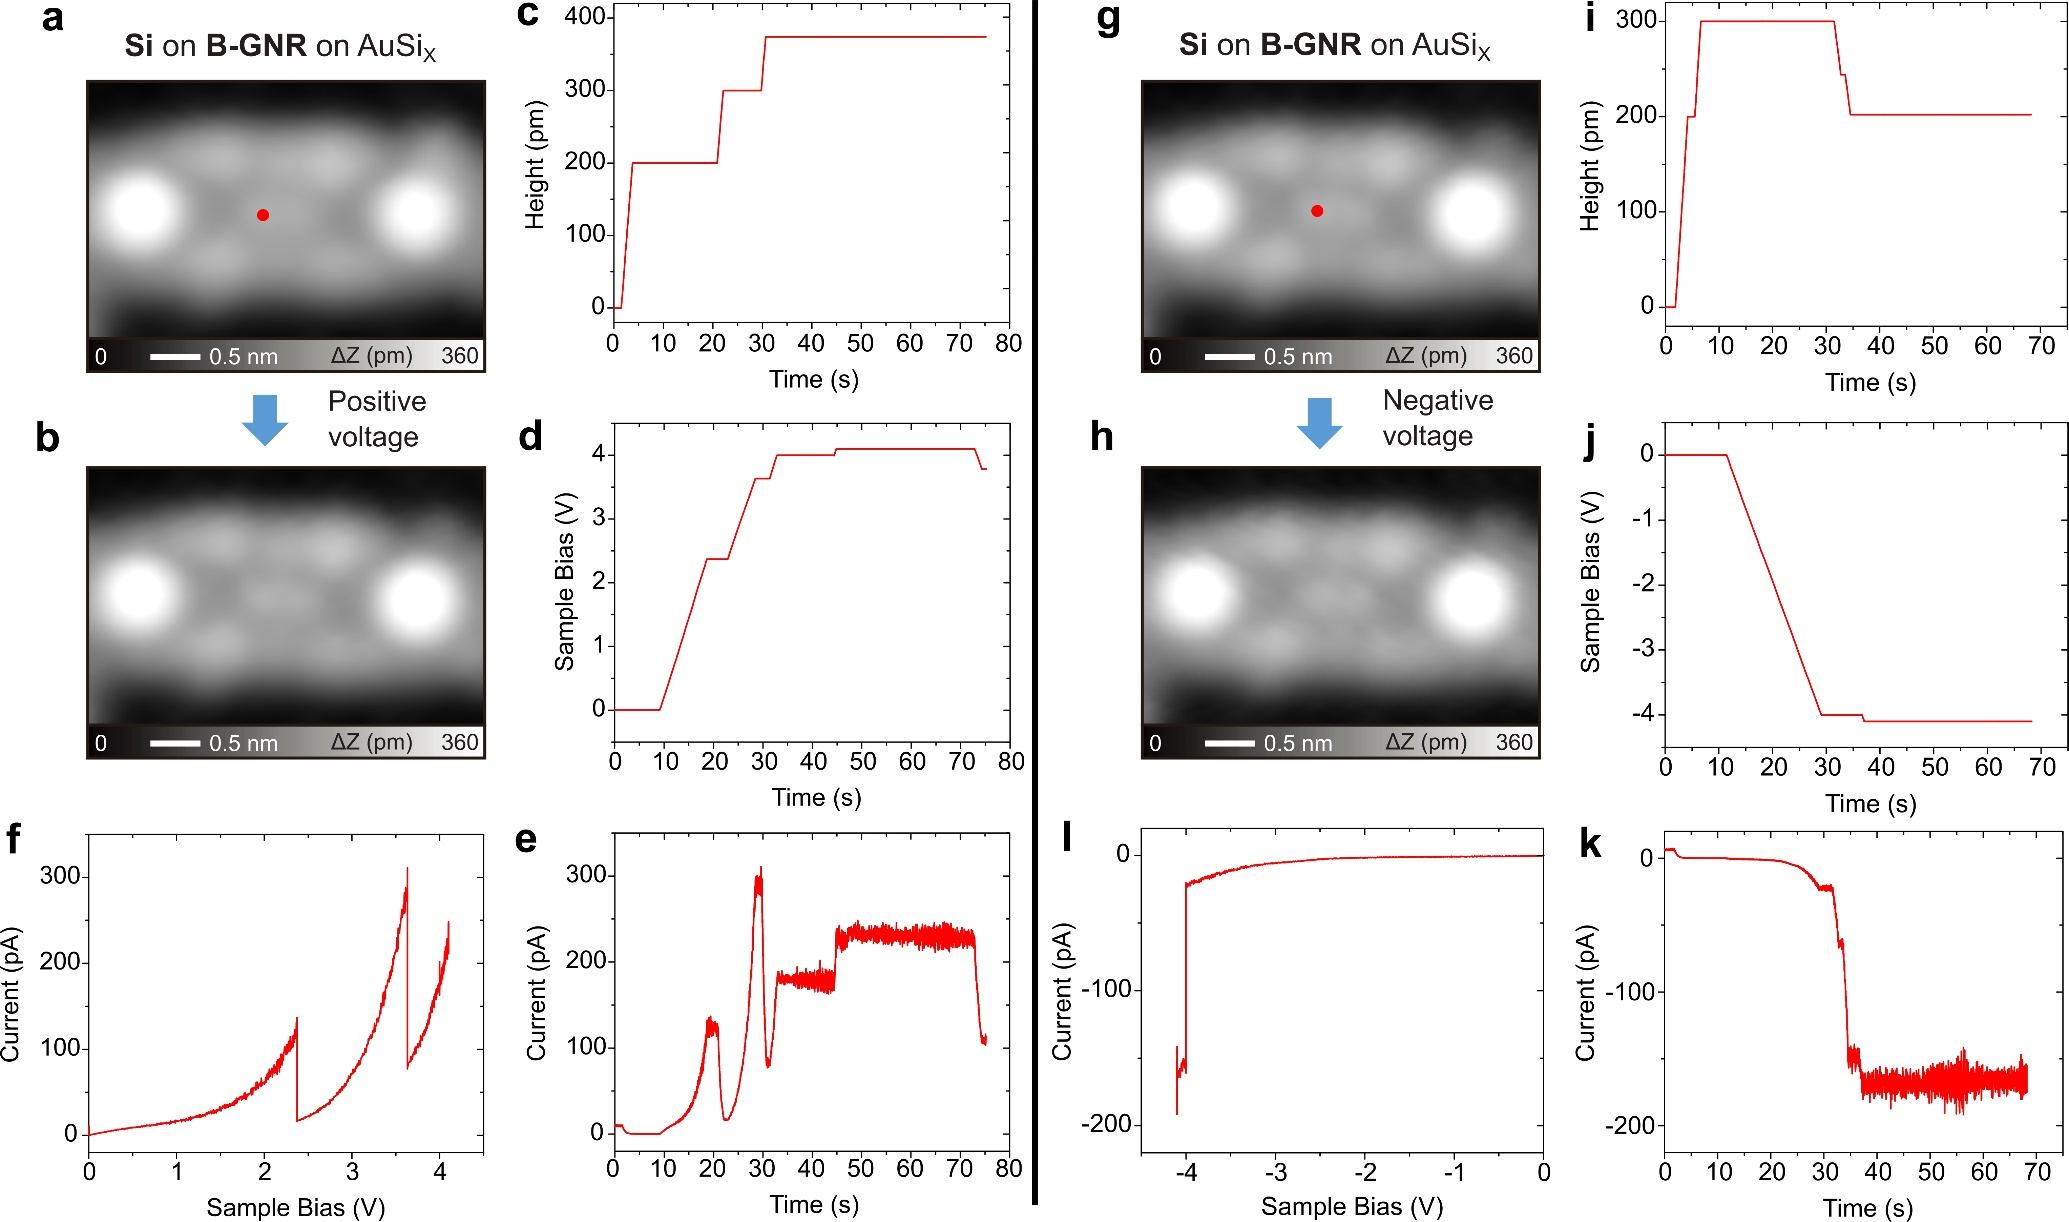 a
Si on B-GNR on AuSiX
0 0.5 nm ΔZ (pm) 360
Positive
voltage
b
0 0.5 nm ΔZ (pm) 360
c
400
300
200
100
0
Height (pm)
0 10 20 30 40 50 60 70 80
Time (s)
d
4
3
2
1
0
Sample Bias (V)
0 10 20 30 40 50 60 70 80
Time (s)
f
300
200
100
0
Current (pA)
0 1 2 3 4
Sample Bias (V)
e
300
200
100
0
Current (pA)
0 10 20 30 40 50 60 70 80
Time (s)
g
Si on B-GNR on AuSiX
0 0.5 nm ΔZ (pm) 360
Negative
voltage
h
0 0.5 nm ΔZ (pm) 360
i
300
200
100
0
Height (pm)
0 10 20 30 40 50 60 70
Time (s)
j
0
-1
-2
-3
-4
Sample Bias (V)
0 10 20 30 40 50 60 70
Time (s)
l
0
-100
-200
Current (pA)
-4 -3 -2 -1 0
Sample Bias (V)
k
0
-100
-200
Current (pA)
0 10 20 30 40 50 60 70
Time (s)